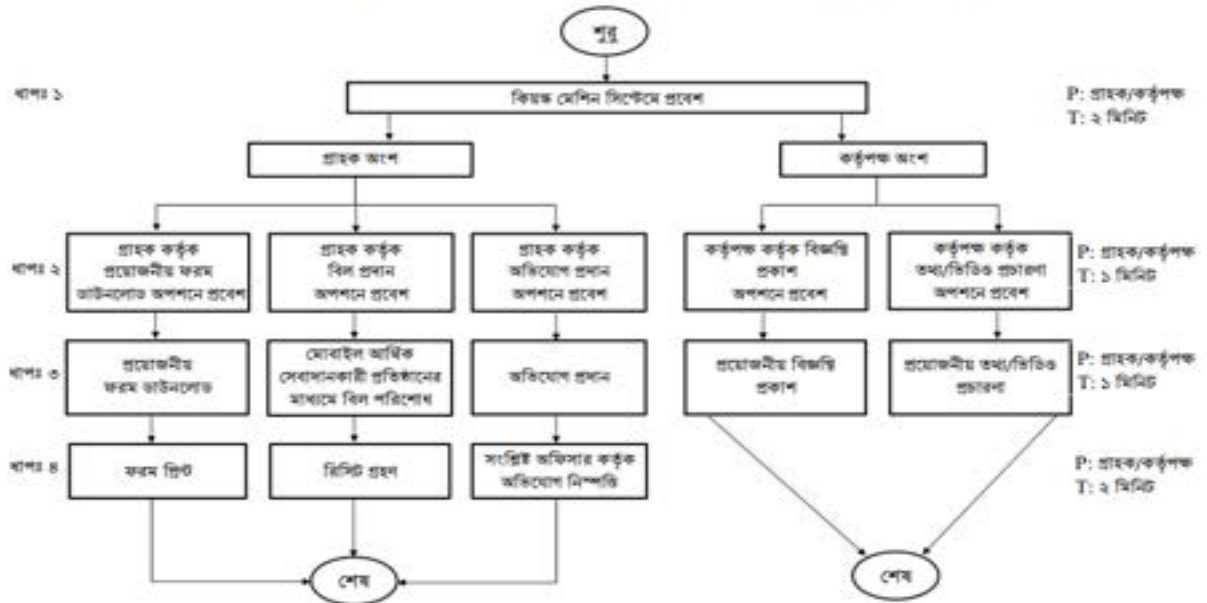 শুরু
ধাপঃ ১
কিয়স্ক মেশিন সিস্টেমে প্রবেশ
P: গ্রাহক/কর্তৃপক্ষ
T: ২ মিনিট
গ্রাহক অংশ
কর্তৃপক্ষ অংশ
ধাপঃ ২
গ্রাহক কর্তৃক
প্রয়োজনীয় ফরম
ডাউনলোড অপশনে প্রবেশ
গ্রাহক কর্তৃক
বিল প্রদান
অপশনে প্রবেশ
গ্রাহক কর্তৃক
অভিযোগ প্রদান
অপশনে প্রবেশ
কর্তৃপক্ষ কর্তৃক বিজ্ঞপ্তি
প্রকাশ
অপশনে প্রবেশ
কর্তৃপক্ষ কর্তৃক
তথ্য/ভিডিও প্রচারণা
অপশনে প্রবেশ
P: গ্রাহক/কর্তৃপক্ষ
T: ১ মিনিট
ধাপঃ ৩
প্রয়োজনীয়
ফরম ডাউনলোড
মোবাইল আর্থিক
সেবাদানকারী প্রতিষ্ঠানের
মাধ্যমে বিল পরিশোধ
অভিযোগ প্রদান
প্রয়োজনীয় বিজ্ঞপ্তি
প্রকাশ
প্রয়োজনীয় তথ্য/ভিডিও
প্রচারণা
P: গ্রাহক/কর্তৃপক্ষ
T: ১ মিনিট
ধাপঃ ৪
ফরম প্রিন্ট
রিসিট গ্রহণ
সংশ্লিষ্ট অফিসার কর্তৃক
অভিযোগ নিস্পত্তি
P: গ্রাহক/কর্তৃপক্ষ
T: ২ মিনিট
শেষ
শেষ